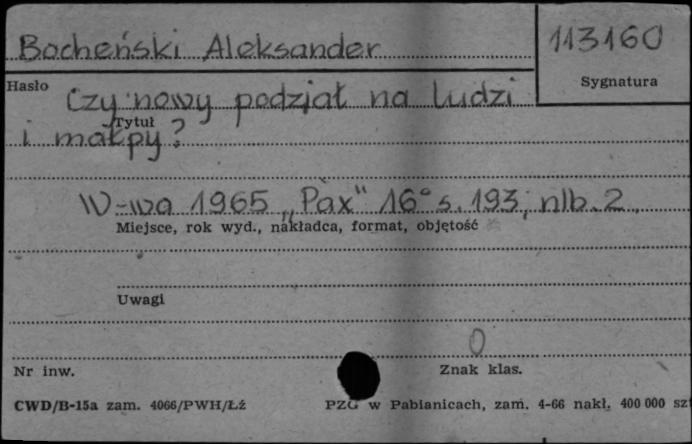 Bocheński Aleksander
113160
Hasło
Sygnatura
Czy nowy podział na ludzi
Tytuł
i małpy?
W-wa 1965 „Pax" 16° s. 193, nlb. 2.
Miejsce, rok wyd., nakładca, format, objętość
Uwagi
0
Nr inw.
Znak klas.
CWD/B-15a zam. 4066/PWH/Łź
PZG w Pabianicach, zam. 4-66 nakł. 400 000 szt